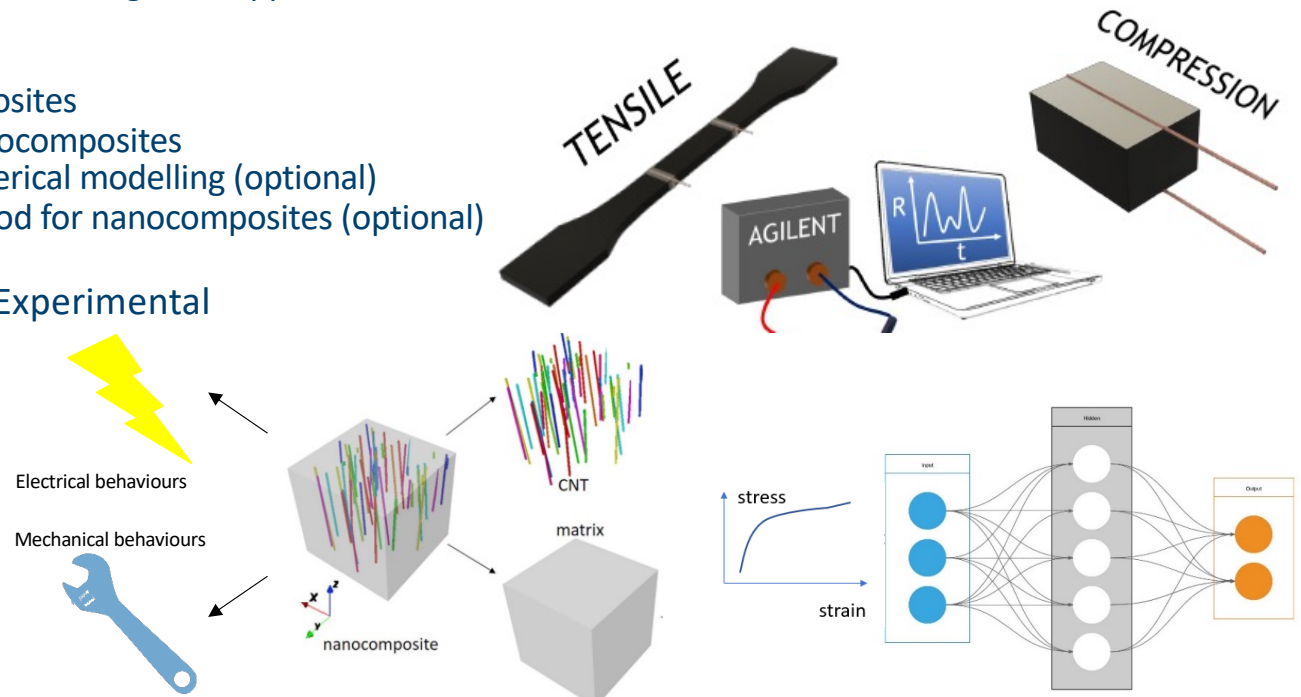 osites
ocomposites
erical modelling (optional)
od for nanocomposites (optional)
Experimental
TENSILE
COMPRESSION
AGILENT
R
t
Electrical behaviours
Mechanical behaviours
CNT
matrix
nanocomposite
X
Y
Z
stress
strain
Input
Hidden
Output